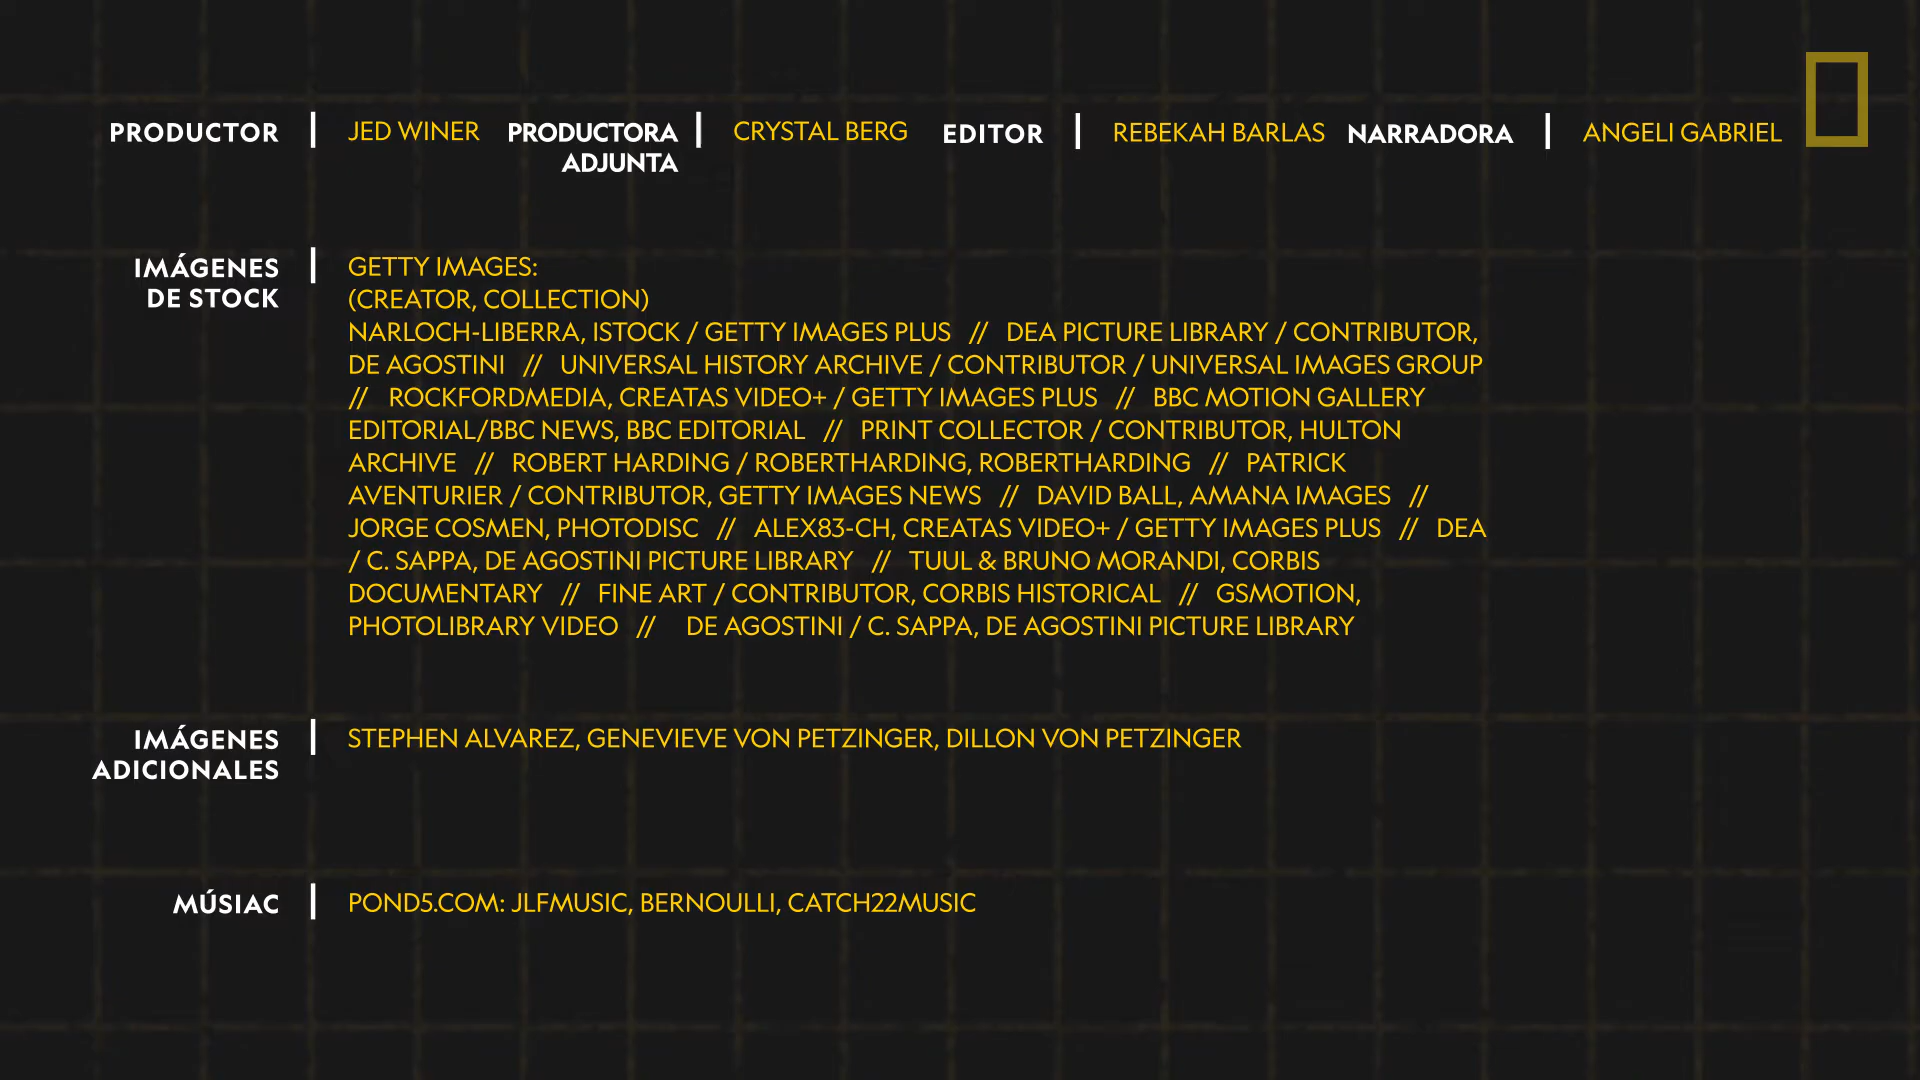 PRODUCTOR | JED WINER PRODUCTORA ADJUNTA | CRYSTAL BERG EDITOR | REBEKAH BARLAS NARRADORA | ANGELI GABRIEL
IMÁGENES DE STOCK | GETTY IMAGES:
(CREATOR, COLLECTION)
NARLOCH-LIBERRA, ISTOCK / GETTY IMAGES PLUS // DEA PICTURE LIBRARY / CONTRIBUTOR,
DE AGOSTINI // UNIVERSAL HISTORY ARCHIVE / CONTRIBUTOR / UNIVERSAL IMAGES GROUP
// ROCKFORDMEDIA, CREATAS VIDEO+ / GETTY IMAGES PLUS // BBC MOTION GALLERY
EDITORIAL/BBC NEWS, BBC EDITORIAL // PRINT COLLECTOR / CONTRIBUTOR, HULTON
ARCHIVE // ROBERT HARDING / ROBERTHARDING, ROBERTHARDING // PATRICK
AVENTURIER / CONTRIBUTOR, GETTY IMAGES NEWS // DAVID BALL, AMANA IMAGES //
JORGE COSMEN, PHOTODISC // ALEX83-CH, CREATAS VIDEO+ / GETTY IMAGES PLUS // DEA
/ C. SAPPA, DE AGOSTINI PICTURE LIBRARY // TUUL & BRUNO MORANDI, CORBIS
DOCUMENTARY // FINE ART / CONTRIBUTOR, CORBIS HISTORICAL // GSMOTION,
PHOTOLIBRARY VIDEO // DE AGOSTINI / C. SAPPA, DE AGOSTINI PICTURE LIBRARY
IMÁGENES ADICIONALES | STEPHEN ALVAREZ, GENEVIEVE VON PETZINGER, DILLON VON PETZINGER
MÚSIAC | POND5.COM: JLFMUSIC, BERNOULLI, CATCH22MUSIC